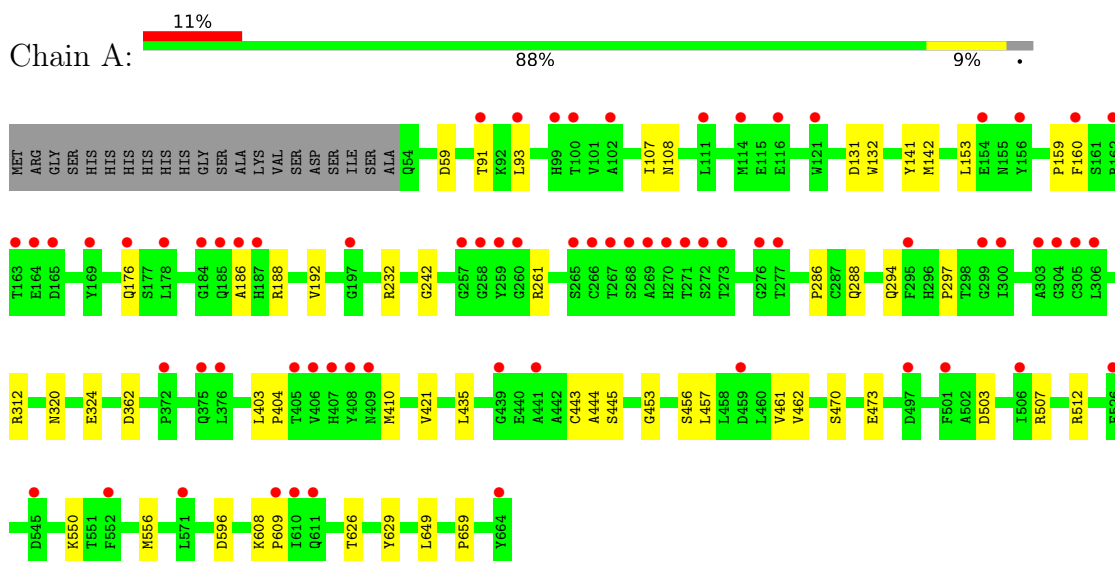 11%
Chain A:
88% 9% •
MET ARG GLY SER HIS HIS HIS HIS HIS HIS GLY SER ALA LYS VAL SER ASP SER ILE SER ALA Q54 D59 T91 K92 L93 H99 T100 V101 A102 I107 N108 L111 M114 E115 E116 W121 D131 W132 Y141 M142 L153 E154 N155 Y156 P159 F160 S161
T163 E164 D165 Y169 Q176 S177 L178 G184 Q185 A186 H187 R188 V192 G197 R232 G242 G257 G258 Y259 G260 R261 S265 C266 T267 S268 A269 H270 T271 S272 T273 G276 T277 P286 C287 Q288 Q294 F295 H296 P297 T298 G299 I300 A303 G304 C305 L306
R312 N320 E324 D362 P372 Q375 L376 L403 P404 T405 V406 H407 Y408 N409 M410 V421 L435 G439 E440 A441 A442 C443 A444 S445 G453 S456 L457 L458 D459 L460 V461 V462 S470 E473 D497 F501 A502 D503 I506 R507 R512
D545 K550 T551 F552 M556 L571 D596 K608 P609 I610 Q611 T626 Y629 L649 P659 Y664